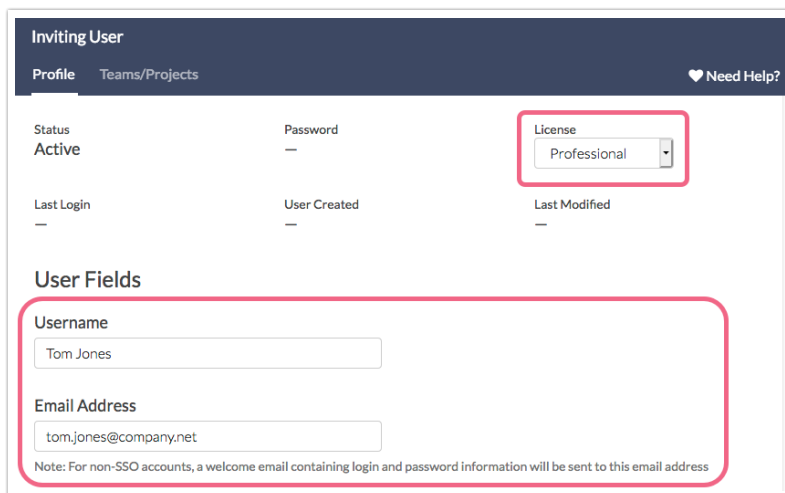 Inviting User
Profile Teams/Projects Need Help?
Status Password License
Active — Professional
Last Login User Created Last Modified
— — —
User Fields
Username
Tom Jones
Email Address
tom.jones@company.net
Note: For non-SSO accounts, a welcome email containing login and password information will be sent to this email address